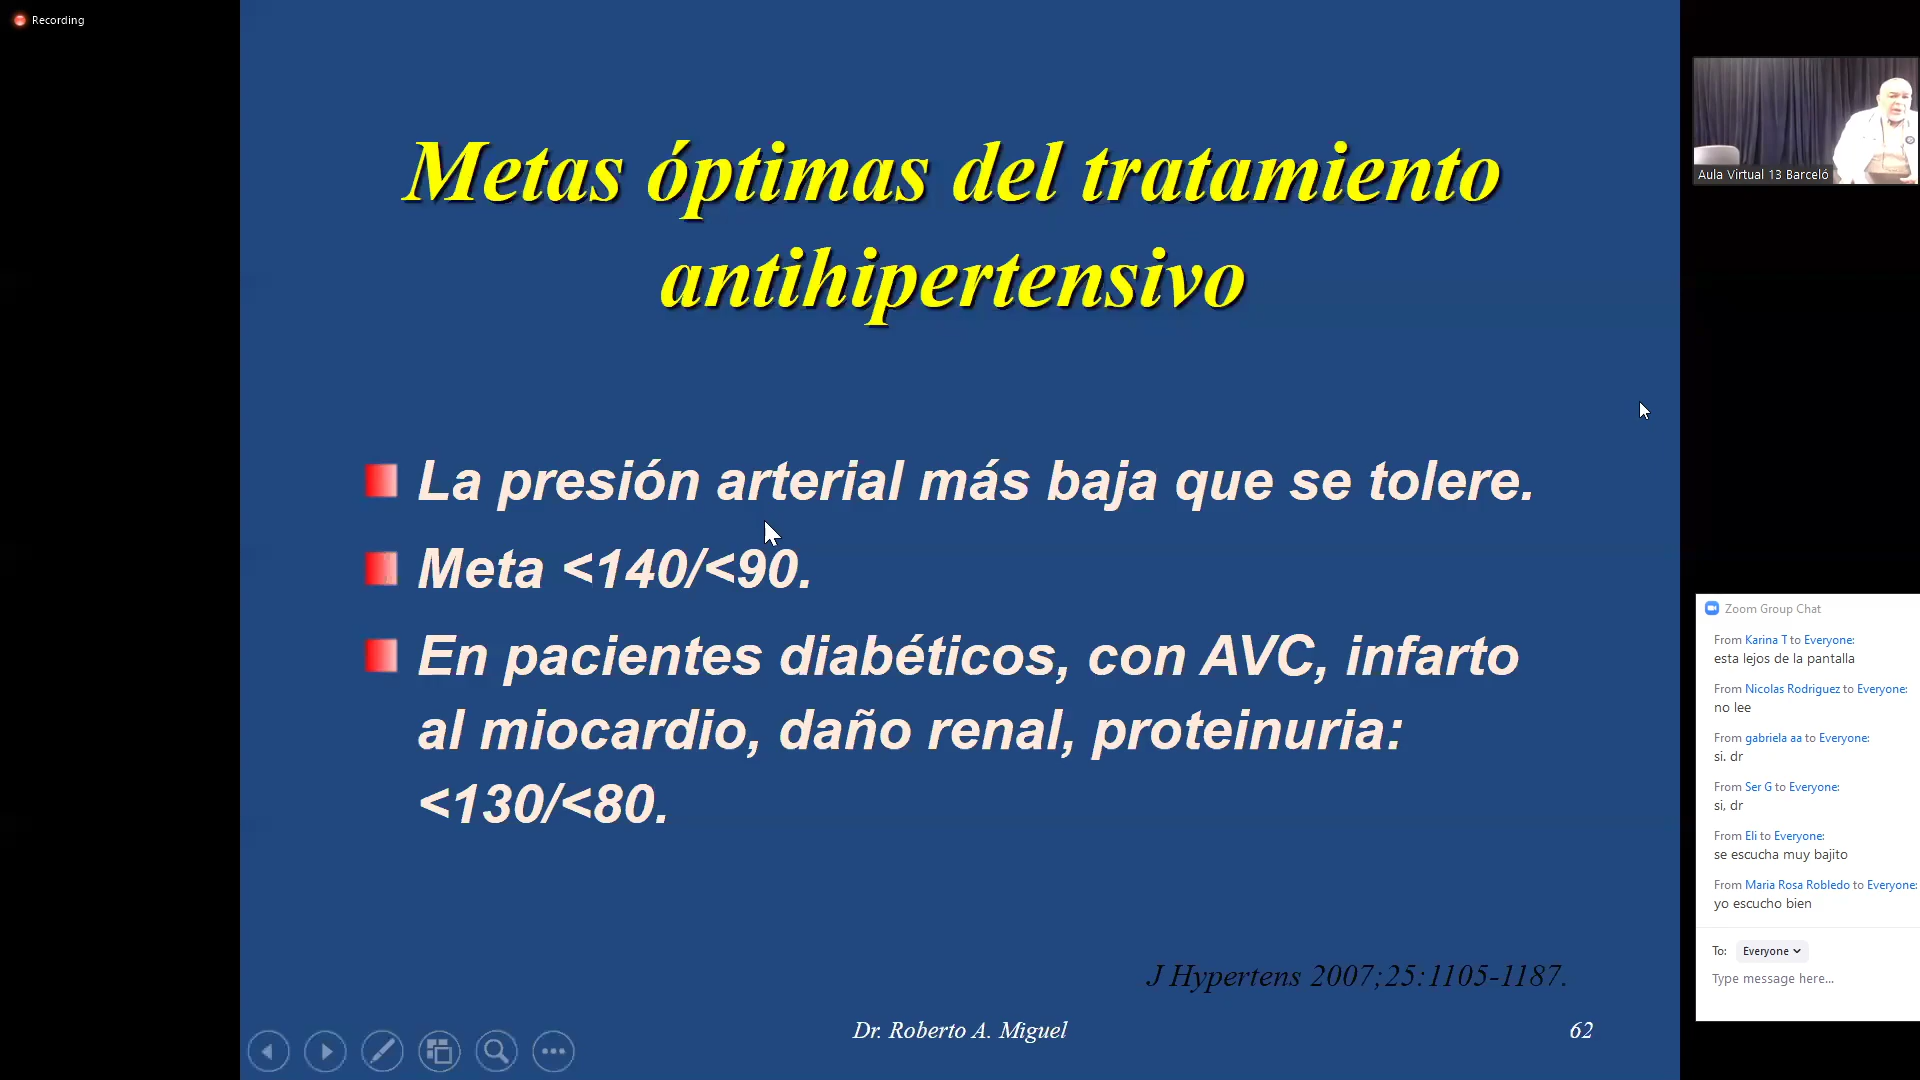 Recording
Metas óptimas del tratamiento
antihipertensivo
La presión arterial más baja que se tolere.
Meta <140/<90.
En pacientes diabéticos, con AVC, infarto
al miocardio, daño renal, proteinuria:
<130/<80.
J Hypertens 2007;25:1105-1187.
Dr. Roberto A. Miguel
62
Aula Virtual 13 Barceló
Zoom Group Chat
From Karina T to Everyone:
esta lejos de la pantalla
From Nicolas Rodriguez to Everyone:
no lee
From gabriela aa to Everyone:
si. dr
From Ser G to Everyone:
si, dr
From Eli to Everyone:
se escucha muy bajito
From Maria Rosa Robledo to Everyone:
yo escucho bien
To: Everyone
Type message here...